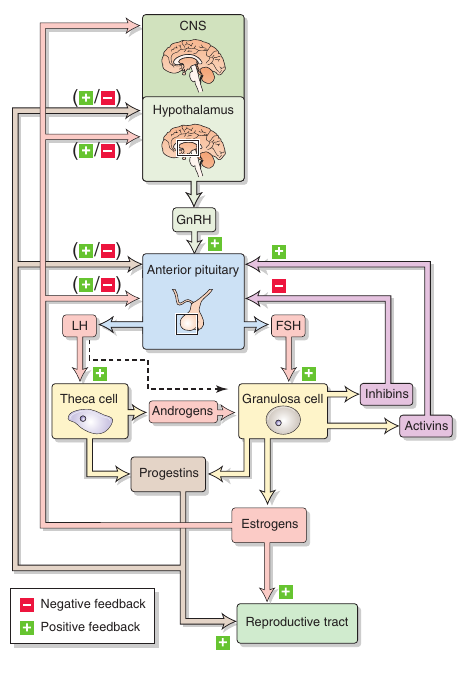 CNS
(+/−)
Hypothalamus
(+/−)
GnRH
+
(+/−)
+
Anterior pituitary
(+/−)
−
LH
FSH
+
+
Theca cell
Granulosa cell
Inhibins
Androgens
Activins
Progestins
Estrogens
− Negative feedback
+ Positive feedback
+
Reproductive tract
+